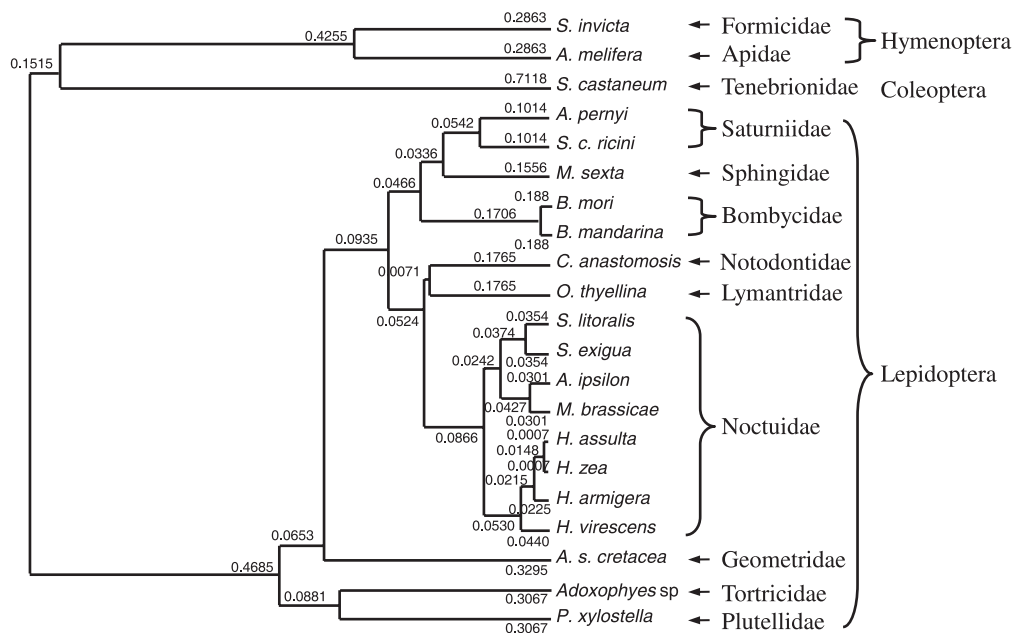 0.2863 S. invicta Formicidae
0.4255 Hymenoptera
0.2863 A. melifera Apidae
0.1515
0.7118 S. castaneum Tenebrionidae Coleoptera
0.1014 A. pernyi
0.0542 Saturniidae
0.1014 S. c. ricini
0.0336
0.1556 M. sexta Sphingidae
0.0466
0.188 B. mori
0.1706 Bombycidae
B. mandarina
0.188
0.0935
0.1765 C. anastomosis Notodontidae
0.0071
0.1765 O. thyellina Lymantridae
0.0524
0.0354 S. litoralis
0.0374
0.0242 S. exigua
0.0354
0.0301 A. ipsilon Lepidoptera
0.0427 M. brassicae
0.0301
0.0866 Noctuidae
0.0007 H. assulta
0.0148
0.0007 H. zea
0.0215
H. armigera
0.0225
0.0530 H. virescens
0.0440
0.0653
A. s. cretacea Geometridae
0.3295
0.4685
Adoxophyes sp Tortricidae
0.0881 0.3067
P. xylostella Plutellidae
0.3067